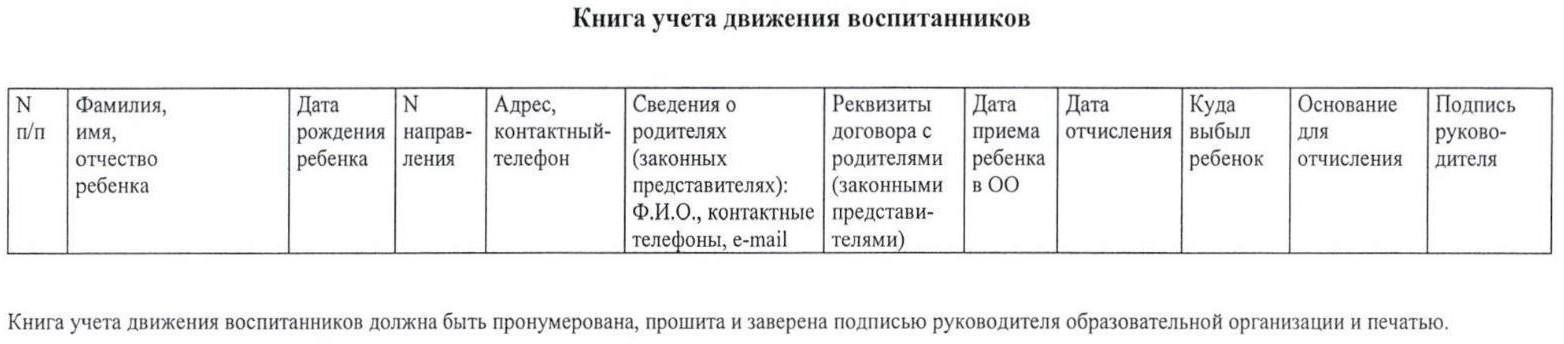 Книга учета движения воспитанников
N
п/п
Фамилия,
имя,
отчество
ребенка
Дата
рождения
ребенка
N
направ-
ления
Адрес,
контактный-
телефон
Сведения о
родителях
(законных
представителях):
Ф.И.О., контактные
телефоны, e-mail
Реквизиты
договора с
родителями
(законными
представи-
телями)
Дата
приема
ребенка
в ОО
Дата
отчисления
Куда
выбыл
ребенок
Основание
для
отчисления
Подпись
руково-
дителя
Книга учета движения воспитанников должна быть пронумерована, прошита и заверена подписью руководителя образовательной организации и печатью.